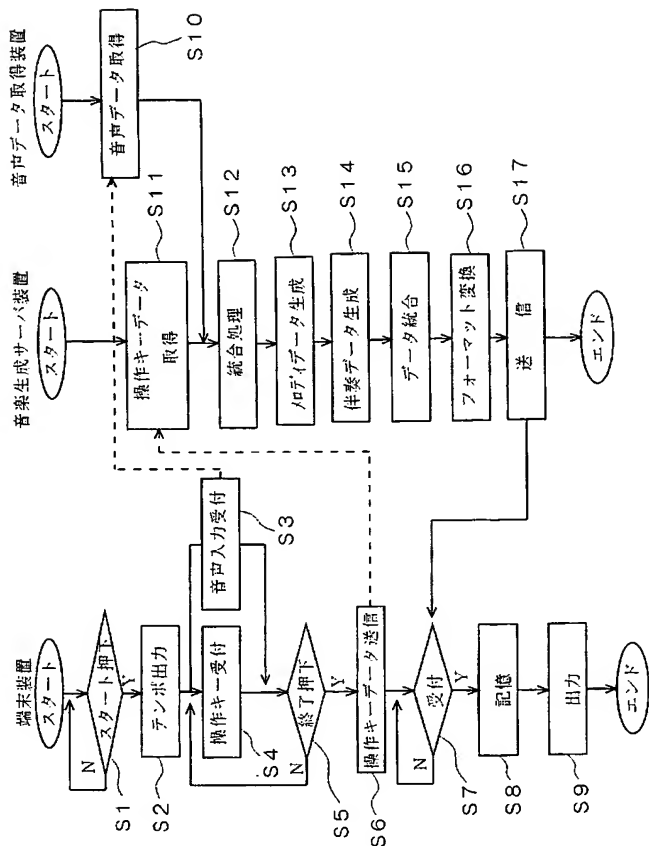 端末装置
スタート
スタート押下
N
Y
S1
テンポ出力
S2
音声入力受付
S3
操作キー受付
S4
終了押下
N
Y
S5
操作キーデータ送信
S6
受付
N
Y
S7
記憶
S8
出力
S9
エンド
音楽生成サーバ装置
スタート
操作キーデータ
取得
S11
統合処理
S12
メロディデータ生成
S13
伴奏データ生成
S14
データ統合
S15
フォーマット変換
S16
送 信
S17
エンド
音声データ取得装置
スタート
音声データ取得
S10